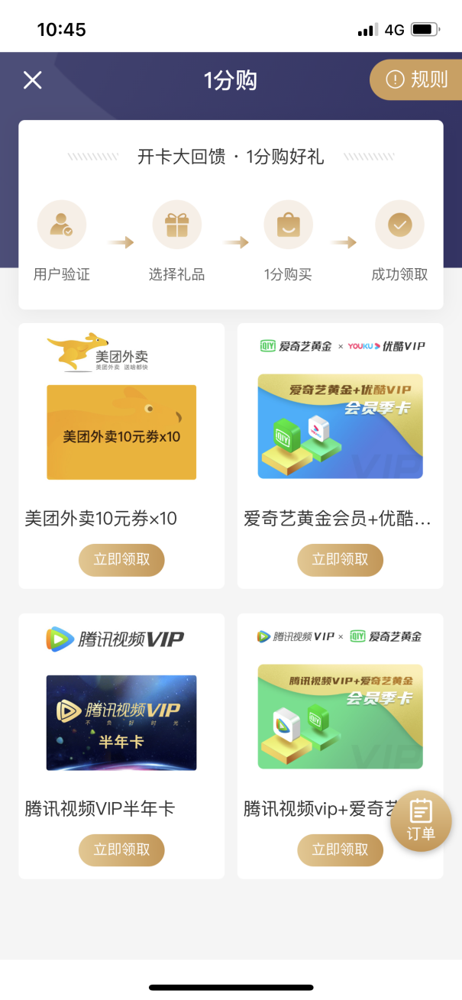 10:45
4G
1分购
规则
开卡大回馈 · 1分购好礼
用户验证
选择礼品
1分购买
成功领取
美团外卖
美团外卖 送啥都快
美团外卖10元券x10
美团外卖10元券×10
立即领取
QIY 爱奇艺黄金 × YOUKU 优酷VIP
爱奇艺黄金+优酷VIP
会员季卡
QIY
YOUKU
VIP
爱奇艺黄金会员+优酷...
立即领取
腾讯视频VIP
腾讯视频VIP
不负好时光
半年卡
腾讯视频VIP半年卡
立即领取
腾讯视频VIP × QIY 爱奇艺黄金
腾讯视频VIP+爱奇艺黄金
会员季卡
QIY
VIP
腾讯视频vip+爱奇艺
立即领取
订单